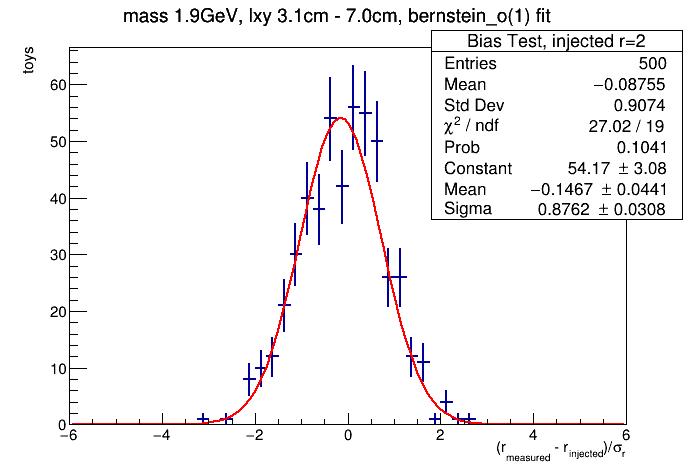 mass 1.9GeV, lxy 3.1cm - 7.0cm, bernstein_o(1) fit
toys
Bias Test, injected r=2
Entries 500
Mean −0.08755
Std Dev 0.9074
χ² / ndf 27.02 / 19
Prob 0.1041
Constant 54.17 ± 3.08
Mean −0.1467 ± 0.0441
Sigma 0.8762 ± 0.0308
60
50
40
30
20
10
0
−6 −4 −2 0 2 4 6
(r_measured - r_injected)/σ_r